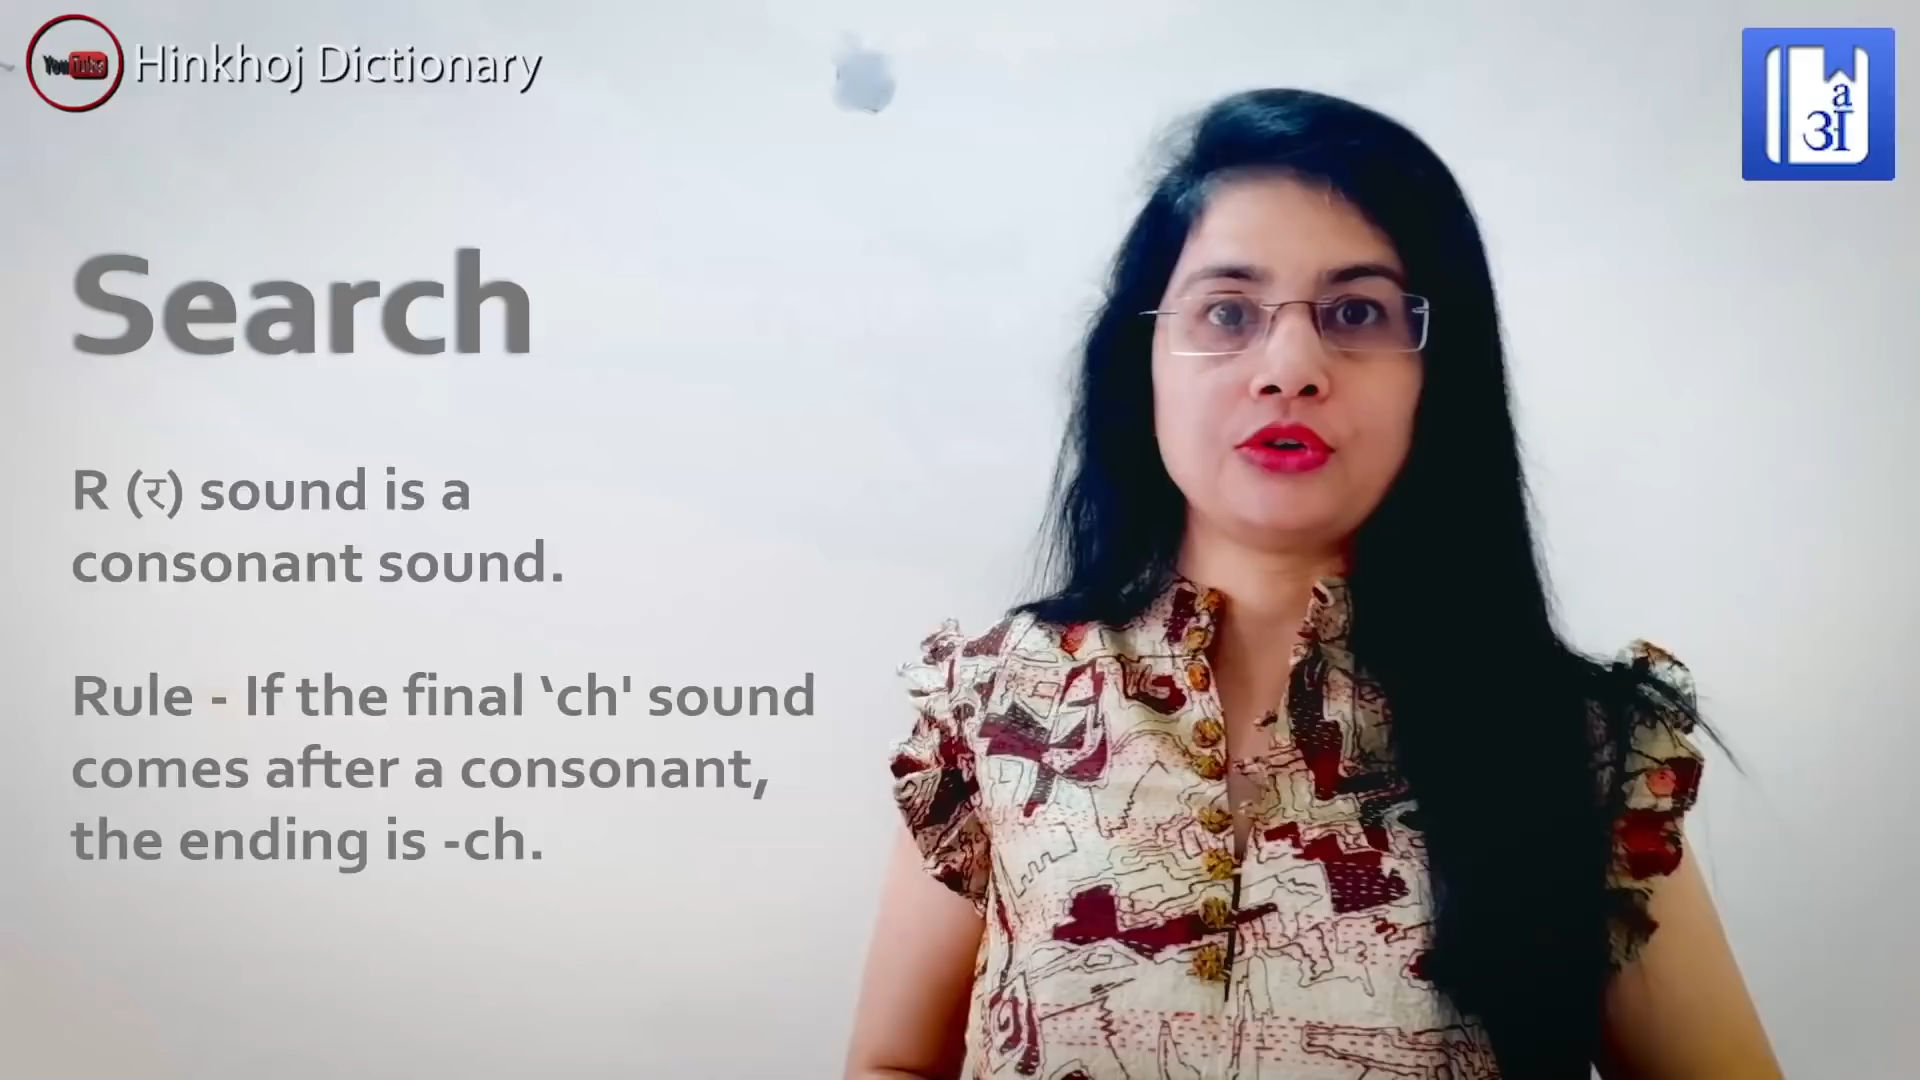 YouTube Hinkhoj Dictionary
a
अ
Search
R (र) sound is a
consonant sound.
Rule - If the final ‘ch' sound
comes after a consonant,
the ending is -ch.